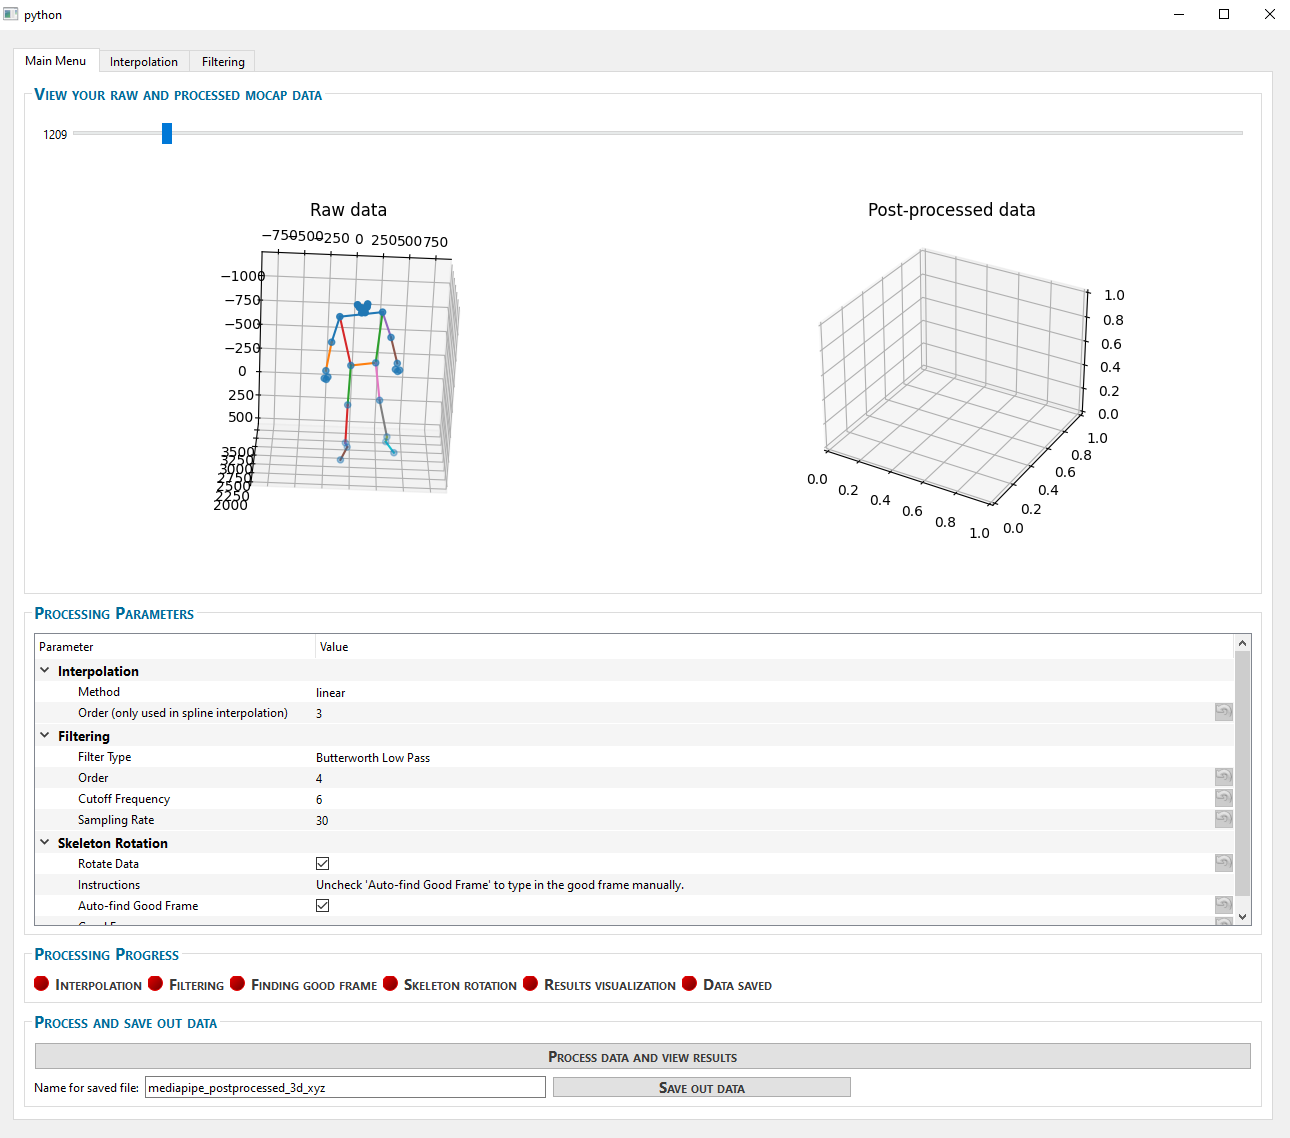 python
Main Menu Interpolation Filtering
View your raw and processed mocap data
1209
Raw data
−750 −500 −250 0 250 500 750
−1000
−750
−500
−250
0
250
500
3500
3250
3000
2750
2500
2250
2000
Post-processed data
1.0
0.8
0.6
0.4
0.2
0.0
1.0
0.8
0.6
0.4
0.2
0.0
0.0 0.2 0.4 0.6 0.8 1.0
Processing Parameters
Parameter Value
Interpolation
Method linear
Order (only used in spline interpolation) 3
Filtering
Filter Type Butterworth Low Pass
Order 4
Cutoff Frequency 6
Sampling Rate 30
Skeleton Rotation
Rotate Data
Instructions Uncheck 'Auto-find Good Frame' to type in the good frame manually.
Auto-find Good Frame
Processing Progress
Interpolation Filtering Finding good frame Skeleton rotation Results visualization Data saved
Process and save out data
Process data and view results
Name for saved file: mediapipe_postprocessed_3d_xyz Save out data